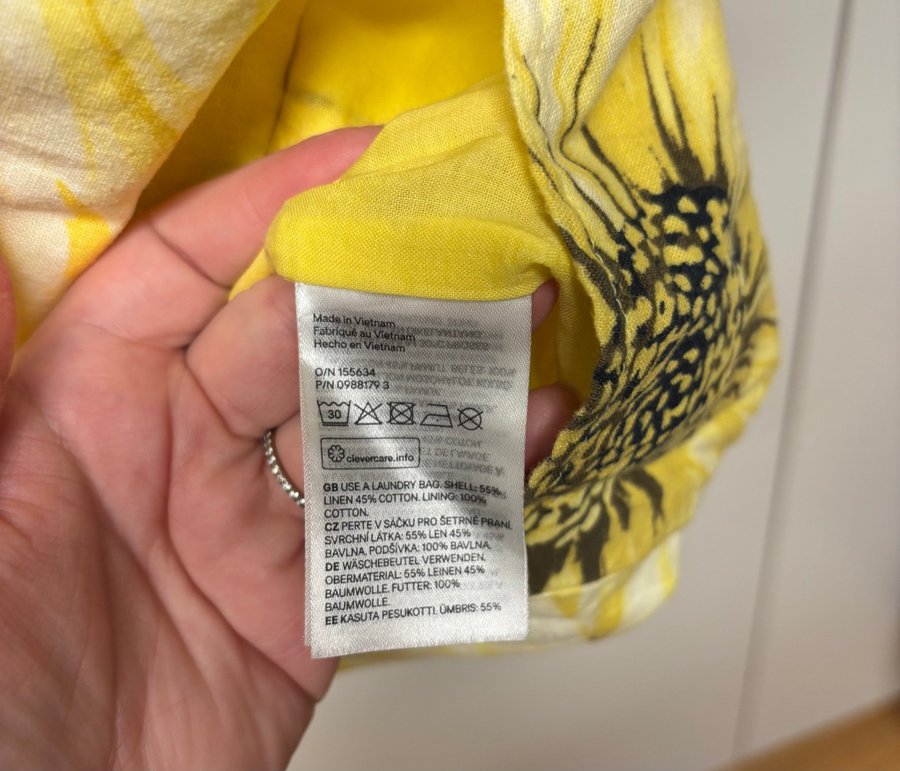 Made in Vietnam
Fabriqué au Vietnam
Hecho en Vietnam
O/N 155634
P/N 0988179 3
30
clevercare.info
GB USE A LAUNDRY BAG. SHELL: 55%
LINEN 45% COTTON. LINING: 100%
COTTON.
CZ PERTE V SÁČKU PRO ŠETRNÉ PRANÍ.
SVRCHNÍ LÁTKA: 55% LEN 45%
BAVLNA. PODŠÍVKA: 100% BAVLNA.
DE WÄSCHEBEUTEL VERWENDEN.
OBERMATERIAL: 55% LEINEN 45%
BAUMWOLLE. FUTTER: 100%
BAUMWOLLE.
EE KASUTA PESUKOTTI. ÜMBRIS: 55%